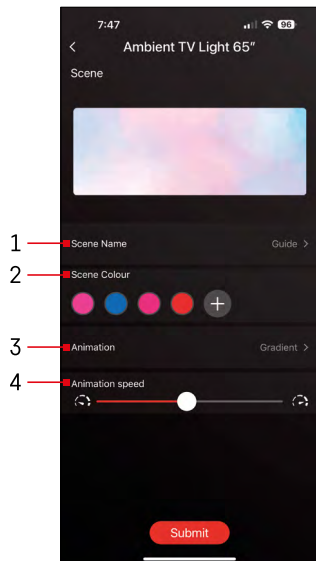 7:47 96
Ambient TV Light 65"
Scene
1 Scene Name Guide >
2 Scene Colour
+
3 Animation Gradient >
4 Animation speed
Submit